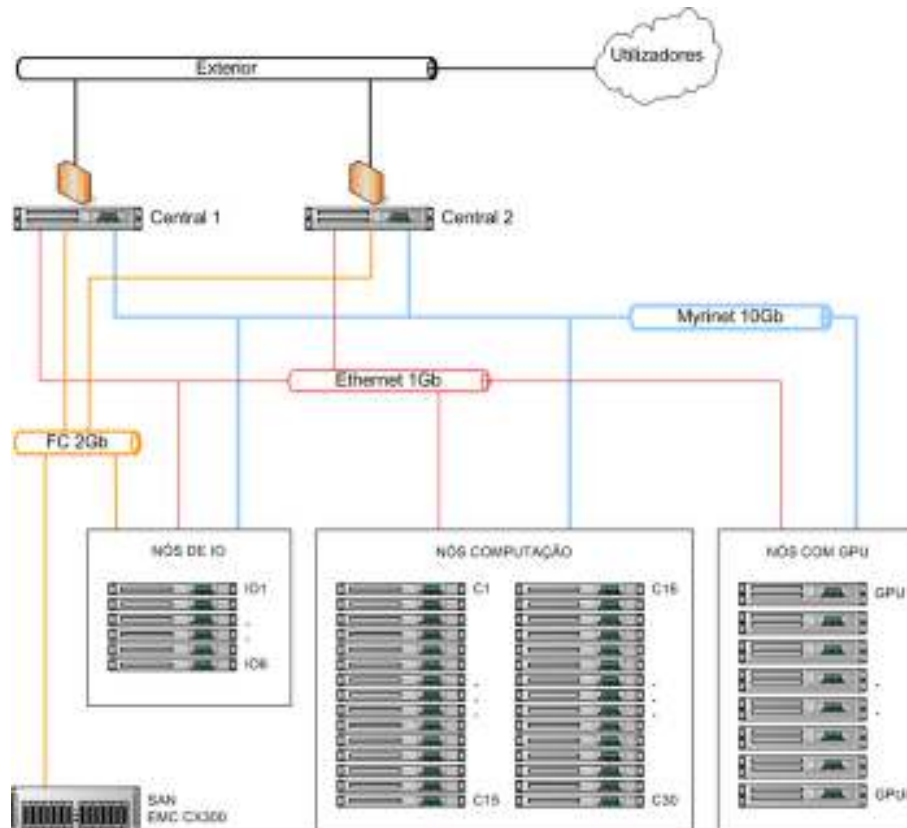 Exterior
Utilizadores
Central 1
Central 2
Myrinet 10Gb
Ethernet 1Gb
FC 2Gb
NÓS DE IO
IO1
.
.
IO6
NÓS COMPUTAÇÃO
C1
C16
.
.
.
.
.
.
C15
C30
NÓS COM GPU
GPU
.
.
SAN
EMC CX300